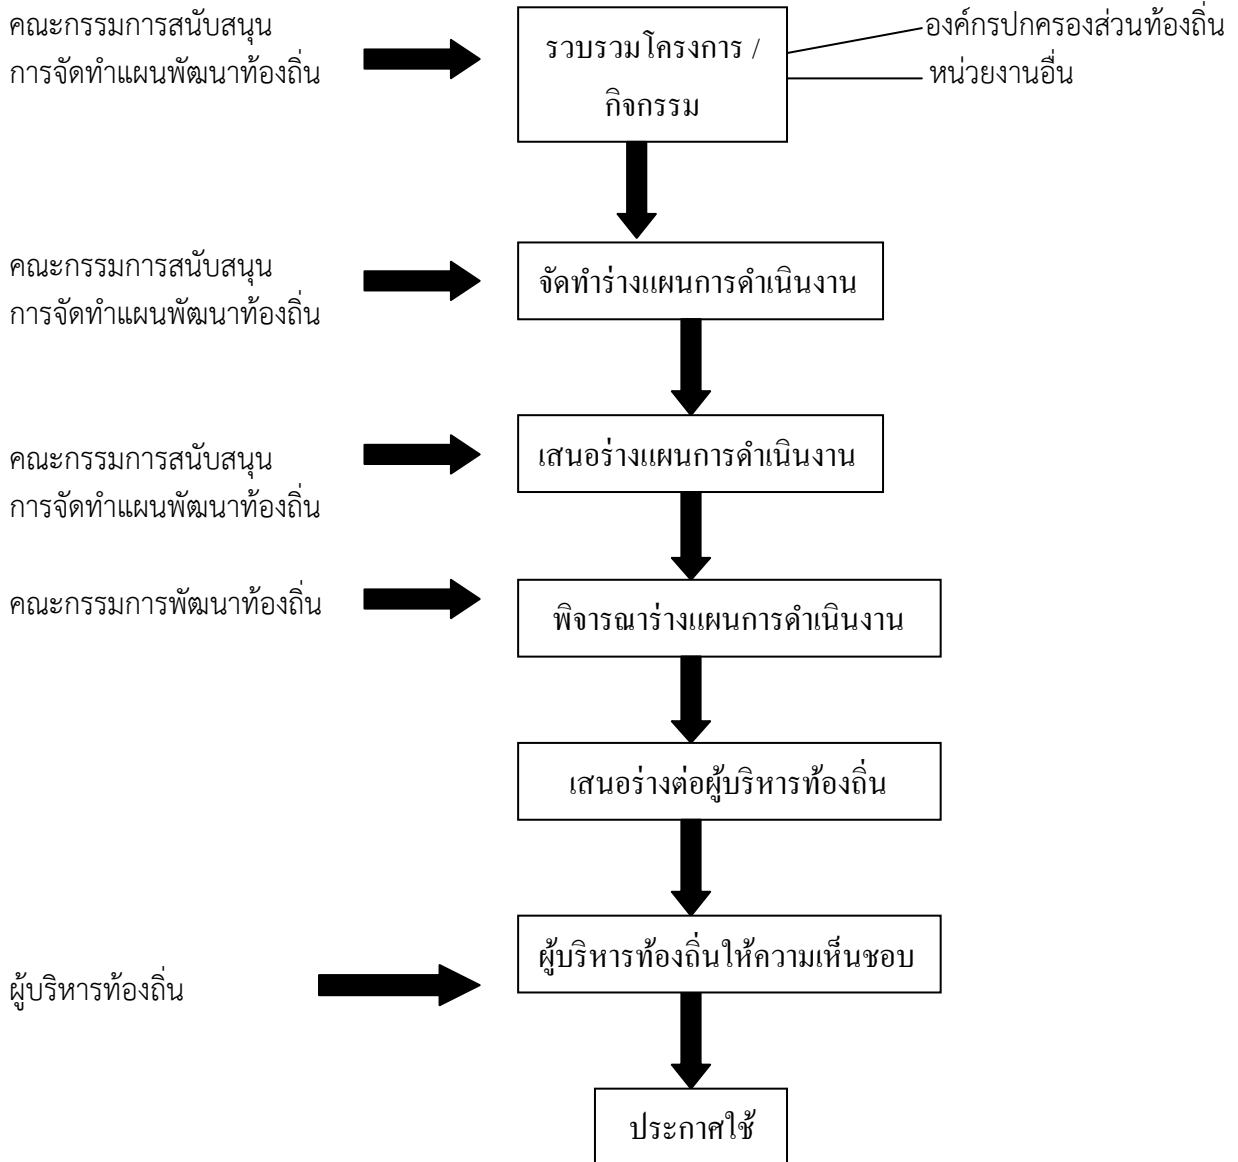 คณะกรรมการสนับสนุน
การจัดทำแผนพัฒนาท้องถิ่น
รวบรวมโครงการ /
กิจกรรม
องค์กรปกครองส่วนท้องถิ่น
หน่วยงานอื่น
คณะกรรมการสนับสนุน
การจัดทำแผนพัฒนาท้องถิ่น
จัดทำร่างแผนการดำเนินงาน
คณะกรรมการสนับสนุน
การจัดทำแผนพัฒนาท้องถิ่น
เสนอร่างแผนการดำเนินงาน
คณะกรรมการพัฒนาท้องถิ่น
พิจารณาร่างแผนการดำเนินงาน
เสนอร่างต่อผู้บริหารท้องถิ่น
ผู้บริหารท้องถิ่น
ผู้บริหารท้องถิ่นให้ความเห็นชอบ
ประกาศใช้